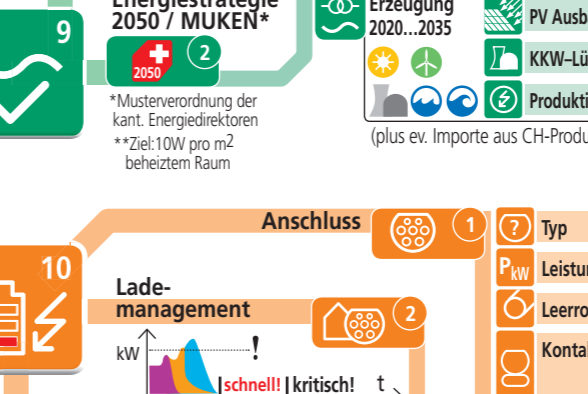 Energiestrategie
2050 / MUKEN*
9
2050
2
*Musterverordnung der
kant. Energiedirektoren
**Ziel:10W pro m2
beheiztem Raum
Erzeugung
2020...2035
PV Ausb
KKW–Lü
Produkti
(plus ev. Importe aus CH-Produ
10
Anschluss
1
? Typ
PkW Leistu
Leerro
Kontal
Lade-
management
2
kW
!
schnell! kritisch! t